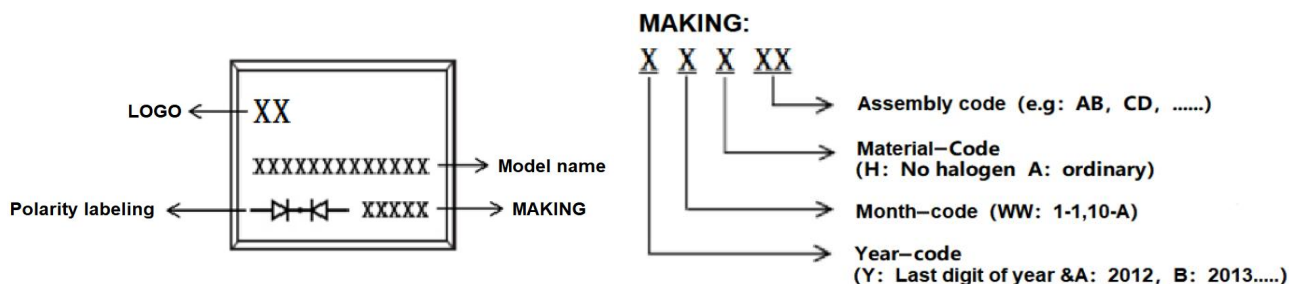 MAKING:
X X X XX
LOGO
XX
XXXXXXXXXXXXX
Model name
Polarity labeling
XXXXX
MAKING
Assembly code (e.g: AB, CD, ......)
Material-Code
(H: No halogen A: ordinary)
Month-code (WW: 1-1,10-A)
Year-code
(Y: Last digit of year &A: 2012, B: 2013.....)